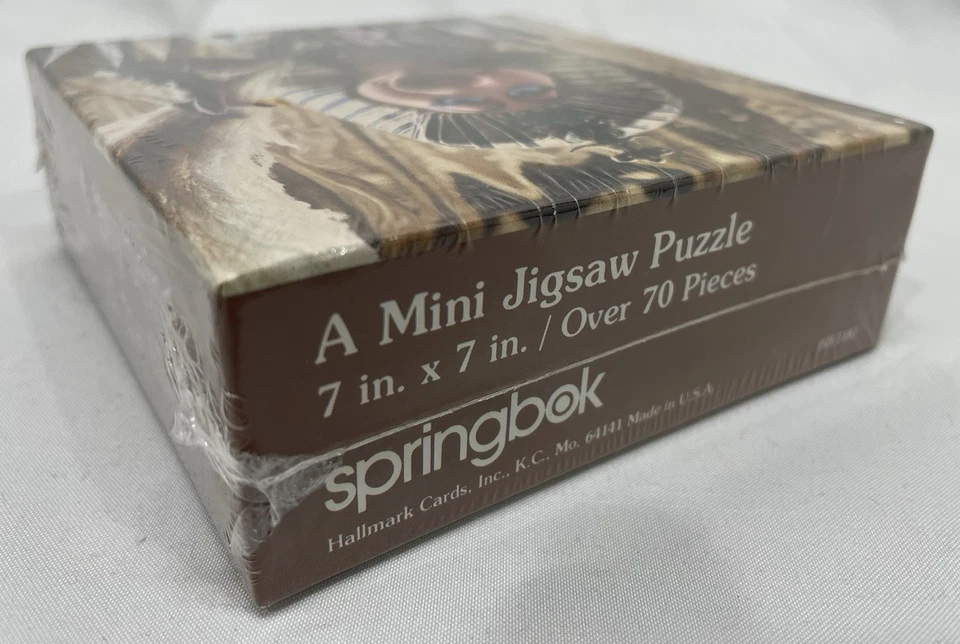 A Mini Jigsaw Puzzle
7 in. x 7 in. / Over 70 Pieces
springbok
Hallmark Cards, Inc., K.C., Mo. 64141 Made in U.S.A.